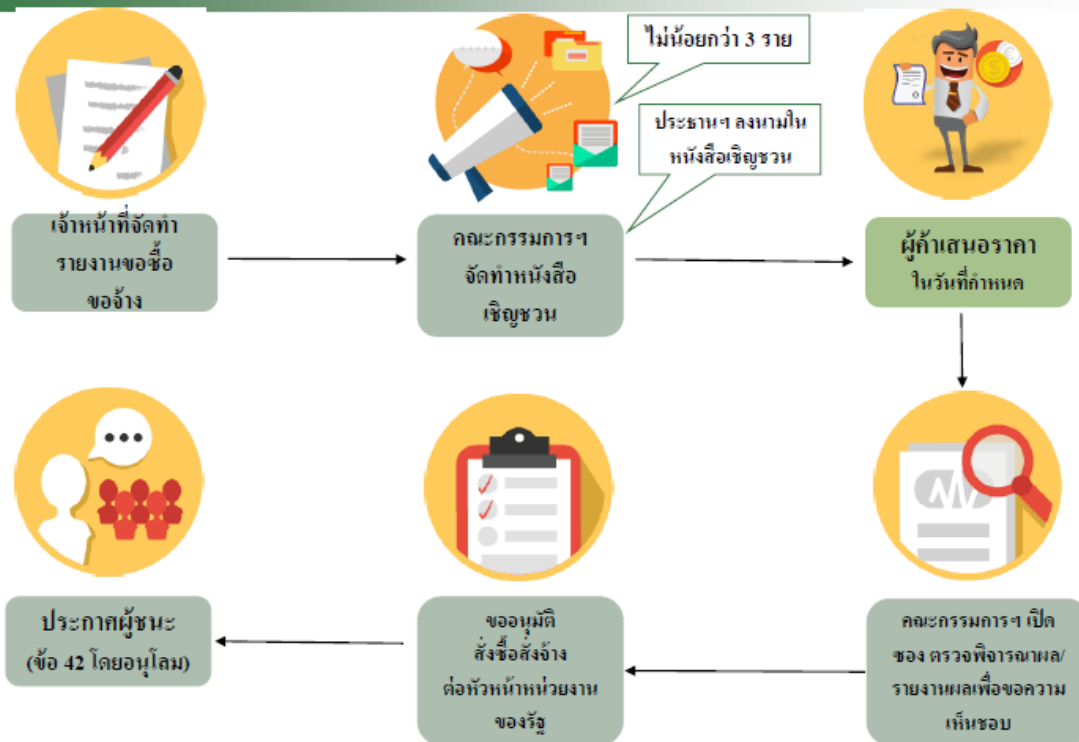 ไม่น้อยกว่า 3 ราย
ประธานฯ ลงนามใน
หนังสือเชิญชวน
เจ้าหน้าที่จัดทำ
รายงานขอซื้อ
ขอจ้าง
คณะกรรมการฯ
จัดทำหนังสือ
เชิญชวน
ผู้ค้าเสนอราคา
ในวันที่กำหนด
ประกาศผู้ชนะ
(ข้อ 42 โดยอนุโลม)
ขออนุมัติ
สั่งซื้อสั่งจ้าง
ต่อหัวหน้าหน่วยงาน
ของรัฐ
คณะกรรมการฯ เปิด
ซอง ตรวจพิจารณาผล/
รายงานผลเพื่อขอความ
เห็นชอบ